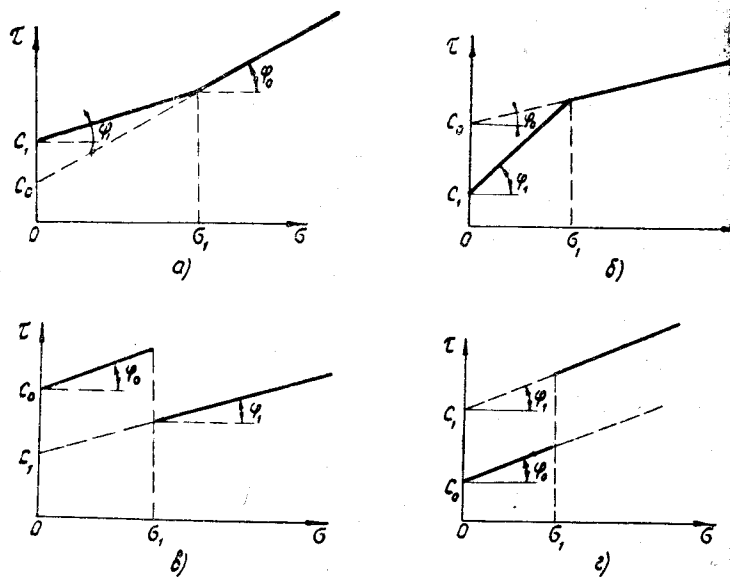 τ
φ₁
φ₀
C₁
C₀
0
σ₁
σ
а)
τ
C₀
φ₀
φ₁
C₁
0
σ₁
б)
τ
C₀
φ₀
C₁
φ₁
0
σ₁
σ
в)
τ
C₁
φ₁
C₀
φ₀
0
σ₁
σ
г)